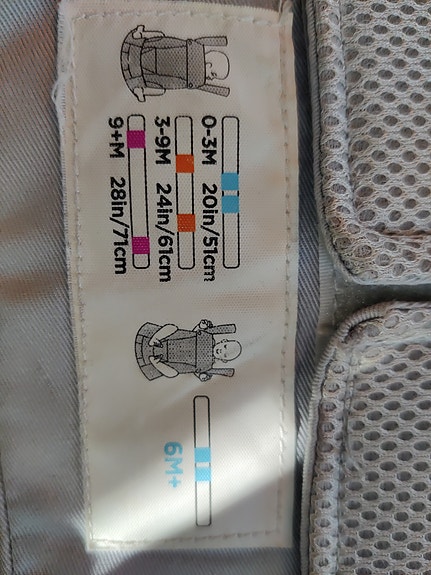 0-3M 20in/51cm
3-9M 24in/61cm
9+M 28in/71cm
6M+